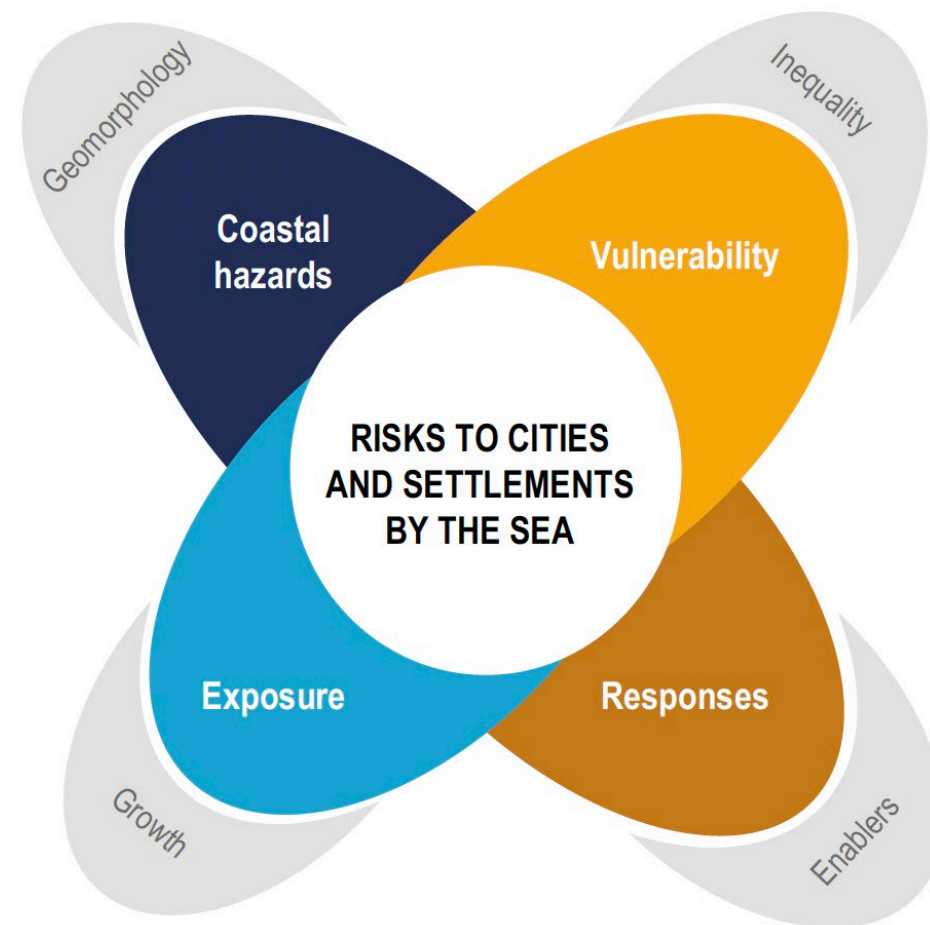 Geomorphology
Inequality
Coastal
hazards
Vulnerability
RISKS TO CITIES
AND SETTLEMENTS
BY THE SEA
Exposure
Responses
Growth
Enablers